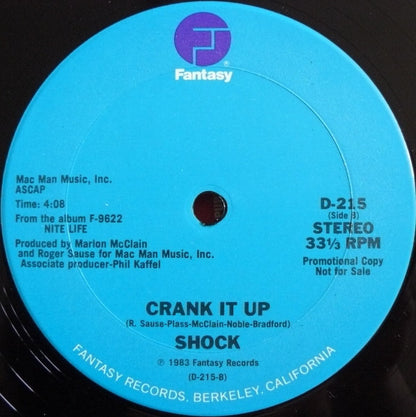 Fantasy
Mac Man Music, Inc.
ASCAP
Time: 4:08
From the album F-9622
NITE LIFE
Produced by Marion McClain
and Roger Sause for Mac Man Music, Inc.
Associate producer-Phil Kaffel
D-215
(Side B)
STEREO
33⅓ RPM
Promotional Copy
Not for Sale
CRANK IT UP
(R. Sause-Plass-McClain-Noble-Bradford)
SHOCK
℗ 1983 Fantasy Records
(D-215-B)
FANTASY RECORDS, BERKELEY, CALIFORNIA